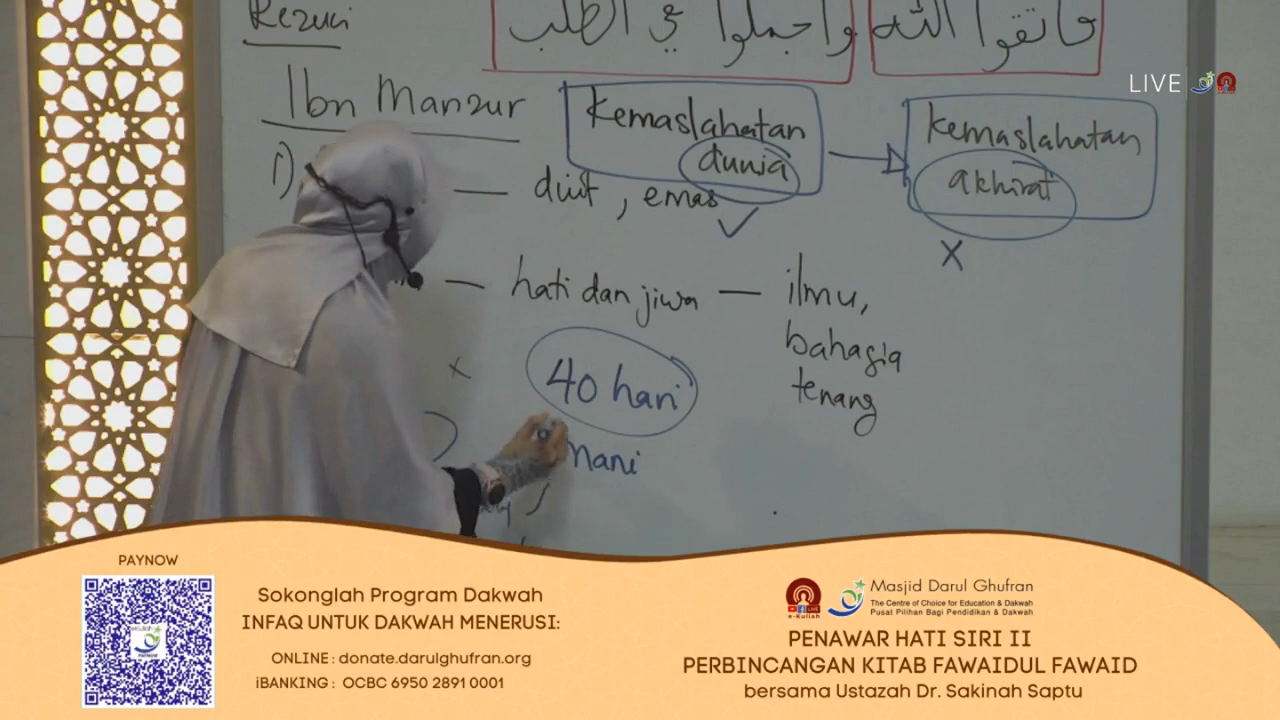 Rezuki
فاتقوا الله واجملوا في الطلب
LIVE
Ibn Manzur
Kemaslahatan
dunia
kemaslahatan
akhirat
1) — duit, emas
— hati dan jiwa — ilmu,
bahagia
tenang
40 hari
mani
PAYNOW
Sokonglah Program Dakwah
INFAQ UNTUK DAKWAH MENERUSI:
ONLINE : donate.darulghufran.org
iBANKING : OCBC 6950 2891 0001
e-Kuliah
Masjid Darul Ghufran
The Centre of Choice for Education & Dakwah
Pusat Pilihan Bagi Pendidikan & Dakwah
PENAWAR HATI SIRI II
PERBINCANGAN KITAB FAWAIDUL FAWAID
bersama Ustazah Dr. Sakinah Saptu